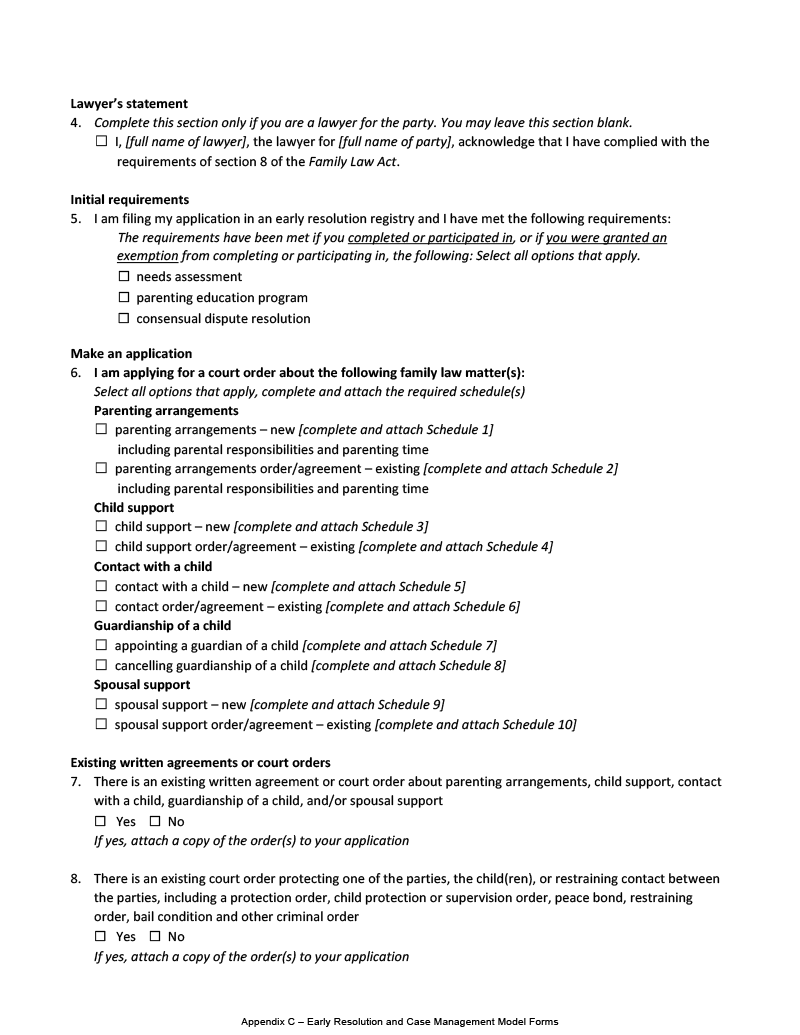 Lawyer's statement
4. Complete this section only if you are a lawyer for the party. You may leave this section blank.
☐ I, [full name of lawyer], the lawyer for [full name of party], acknowledge that I have complied with the
requirements of section 8 of the Family Law Act.
Initial requirements
5. I am filing my application in an early resolution registry and I have met the following requirements:
The requirements have been met if you completed or participated in, or if you were granted an
exemption from completing or participating in, the following: Select all options that apply.
☐ needs assessment
☐ parenting education program
☐ consensual dispute resolution
Make an application
6. I am applying for a court order about the following family law matter(s):
Select all options that apply, complete and attach the required schedule(s)
Parenting arrangements
☐ parenting arrangements – new [complete and attach Schedule 1]
including parental responsibilities and parenting time
☐ parenting arrangements order/agreement – existing [complete and attach Schedule 2]
including parental responsibilities and parenting time
Child support
☐ child support – new [complete and attach Schedule 3]
☐ child support order/agreement – existing [complete and attach Schedule 4]
Contact with a child
☐ contact with a child – new [complete and attach Schedule 5]
☐ contact order/agreement – existing [complete and attach Schedule 6]
Guardianship of a child
☐ appointing a guardian of a child [complete and attach Schedule 7]
☐ cancelling guardianship of a child [complete and attach Schedule 8]
Spousal support
☐ spousal support – new [complete and attach Schedule 9]
☐ spousal support order/agreement – existing [complete and attach Schedule 10]
Existing written agreements or court orders
7. There is an existing written agreement or court order about parenting arrangements, child support, contact
with a child, guardianship of a child, and/or spousal support
☐ Yes ☐ No
If yes, attach a copy of the order(s) to your application
8. There is an existing court order protecting one of the parties, the child(ren), or restraining contact between
the parties, including a protection order, child protection or supervision order, peace bond, restraining
order, bail condition and other criminal order
☐ Yes ☐ No
If yes, attach a copy of the order(s) to your application
Appendix C – Early Resolution and Case Management Model Forms